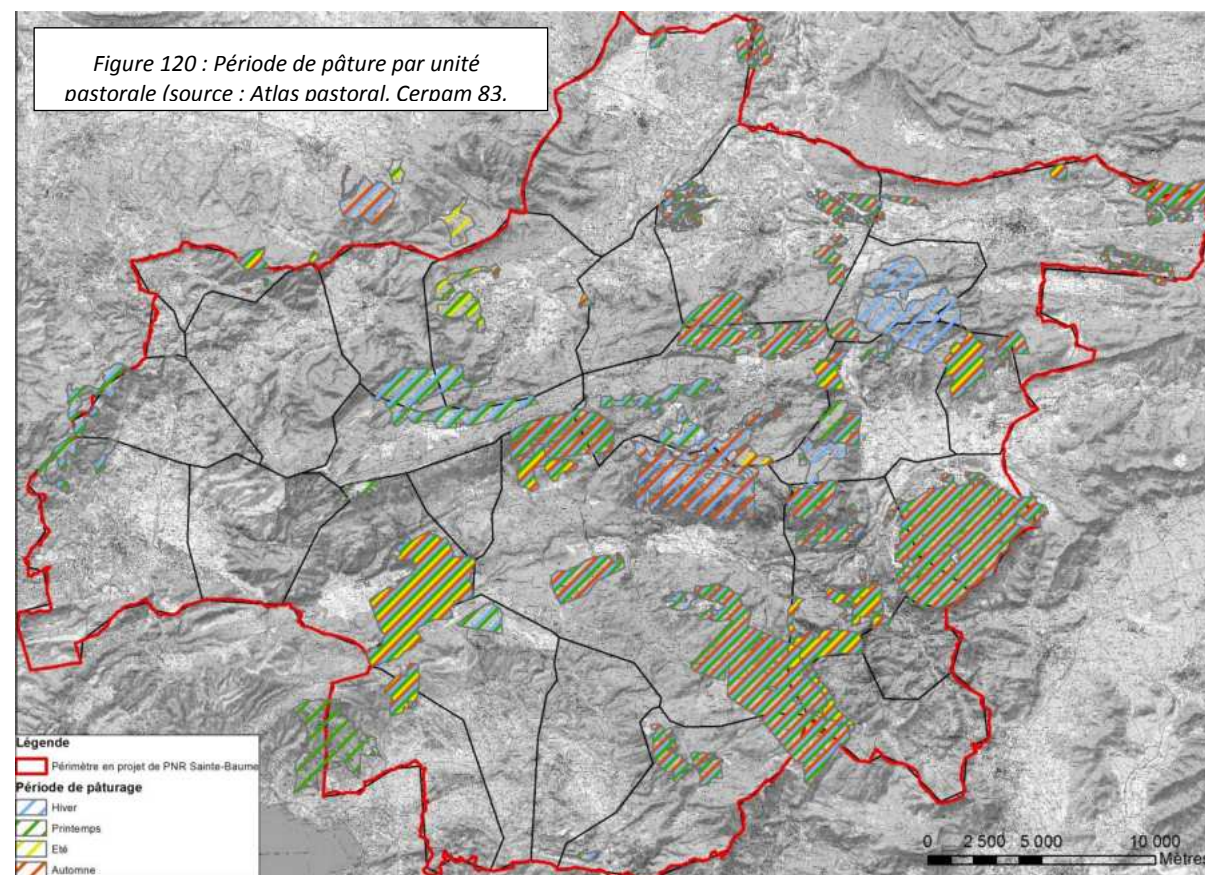 Figure 120 : Période de pâture par unité
pastorale (source : Atlas pastoral, Cerpam 83,
Légende
Périmètre en projet de PNR Sainte-Baume
Période de pâturage
Hiver
Printemps
Eté
Automne
0 2 500 5 000 10 000
Mètres